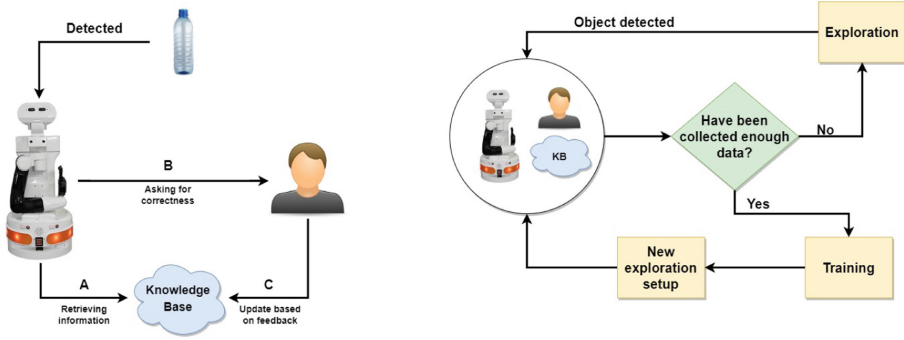 Detected
B
Asking for
correctness
A
Retrieving
information
Knowledge
Base
C
Update based
on feedback
Object detected
Exploration
KB
Have been
collected enough
data?
No
Yes
New
exploration
setup
Training